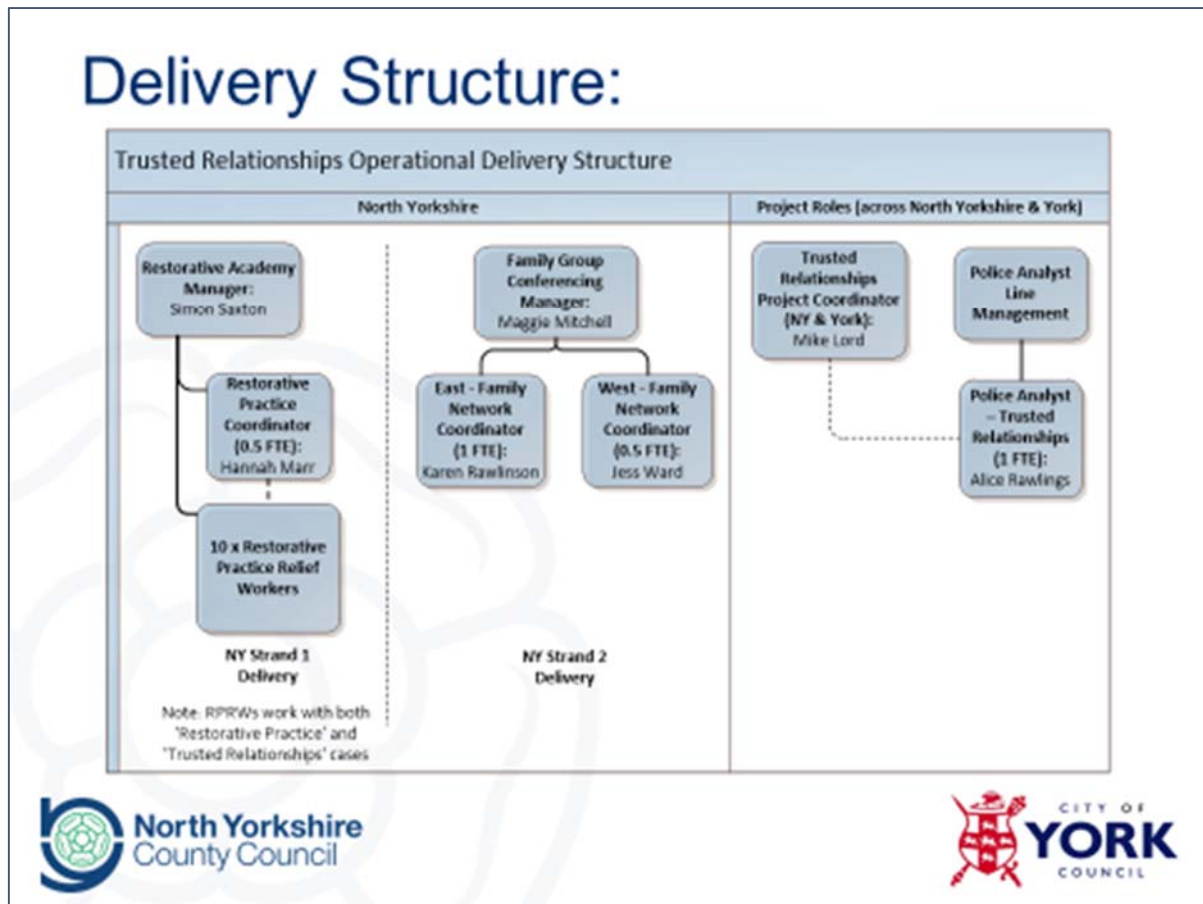 Delivery Structure:
Trusted Relationships Operational Delivery Structure
North Yorkshire
Project Roles (across North Yorkshire & York)
Restorative Academy
Manager:
Simon Saxton
Restorative
Practice
Coordinator
(0.5 FTE):
Hannah Marr
10 x Restorative
Practice Relief
Workers
NY Strand 1
Delivery
Note: RPRWs work with both
'Restorative Practice' and
'Trusted Relationships' cases
Family Group
Conferencing
Manager:
Maggie Mitchell
East - Family
Network
Coordinator
(1 FTE):
Karen Rawlinson
West - Family
Network
Coordinator
(0.5 FTE):
Jess Ward
NY Strand 2
Delivery
Trusted
Relationships
Project Coordinator
(NY & York):
Mike Lord
Police Analyst
Line
Management
Police Analyst
– Trusted
Relationships
(1 FTE):
Alice Rawlings
North Yorkshire
County Council
CITY OF
YORK
COUNCIL